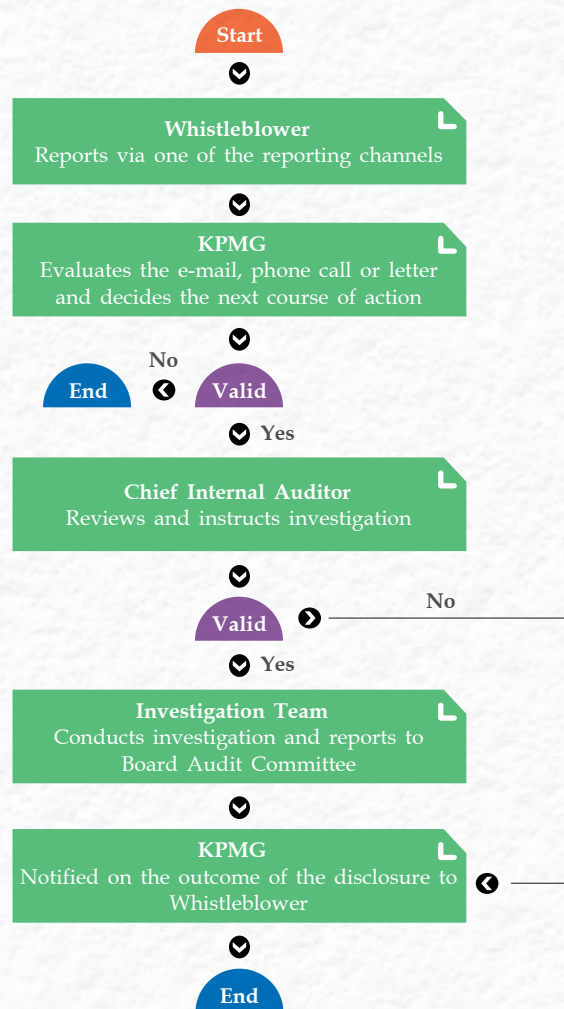 Start
Whistleblower
Reports via one of the reporting channels
KPMG
Evaluates the e-mail, phone call or letter
and decides the next course of action
No
End
Valid
Yes
Chief Internal Auditor
Reviews and instructs investigation
Valid
No
Yes
Investigation Team
Conducts investigation and reports to
Board Audit Committee
KPMG
Notified on the outcome of the disclosure to
Whistleblower
End